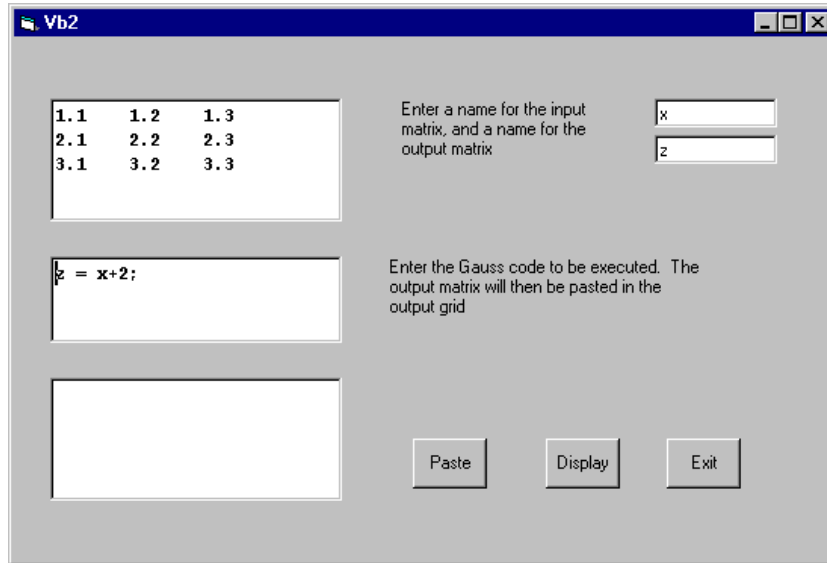 Vb2
1.1 1.2 1.3
2.1 2.2 2.3
3.1 3.2 3.3
Enter a name for the input
matrix, and a name for the
output matrix
x
z
z = x+2;
Enter the Gauss code to be executed. The
output matrix will then be pasted in the
output grid
Paste
Display
Exit